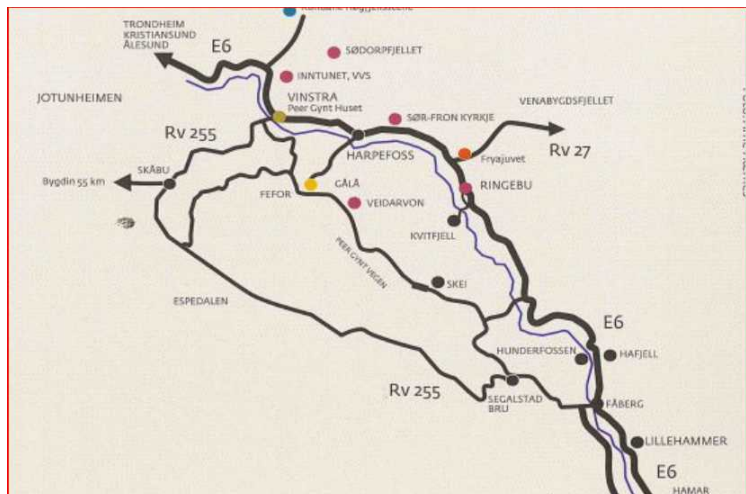 TRONDHEIM
KRISTIANSUND
ÅLESUND
E6
SØDORPFJELLET
INNTUNET, VVS
JOTUNHEIMEN
VINSTRA
Peer Gynt Huset
VENABYGDSFJELLET
SØR-FRON KYRKJE
Rv 255
HARPEFOSS
Rv 27
Fryajuvet
SKÅBU
Bygdin 55 km
GÅLÅ
FEFOR
RINGEBU
VEIDARVON
KVITFJELL
PEER GYNT VEGEN
SKEI
ESPEDALEN
E6
HUNDERFOSSEN
HAFJELL
Rv 255
SEGALSTAD
BRU
FÅBERG
LILLEHAMMER
E6
HAMAR